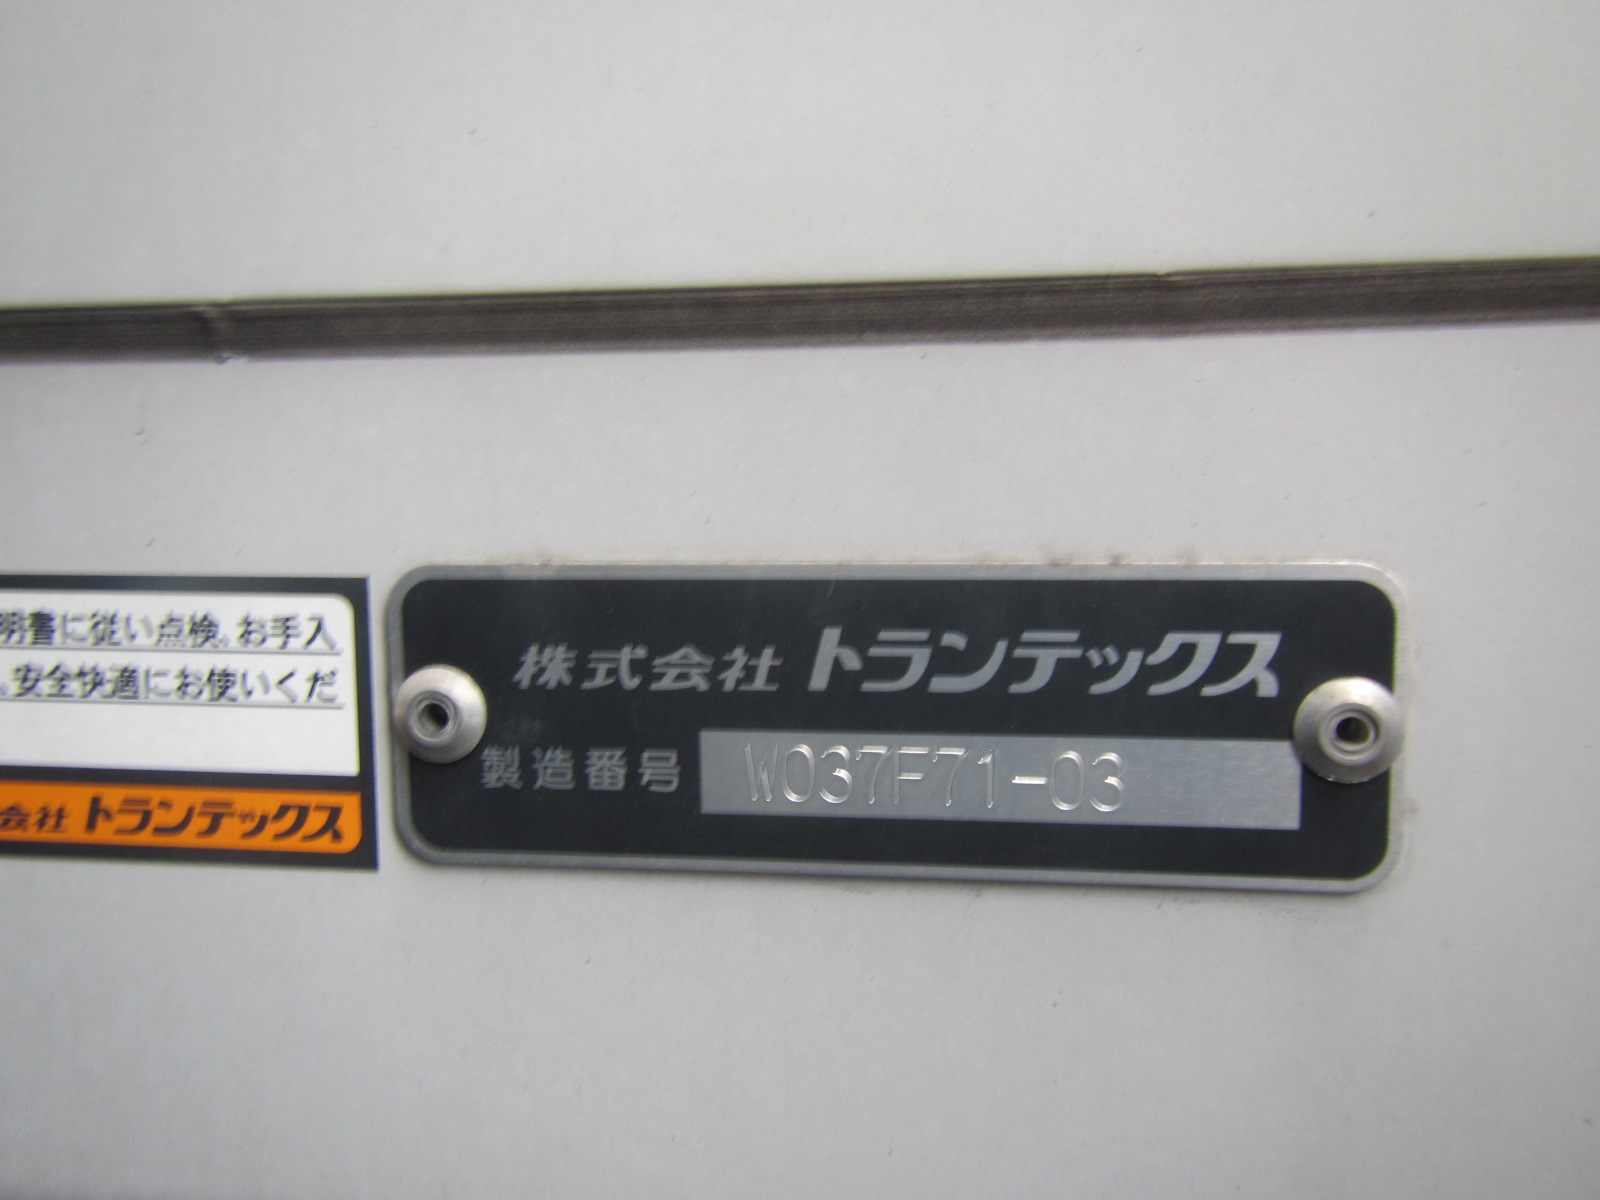 明書に従い点検、お手入
。安全快適にお使いくだ
会社 トランテックス
株式会社 トランテックス
製造番号 W037F71-03